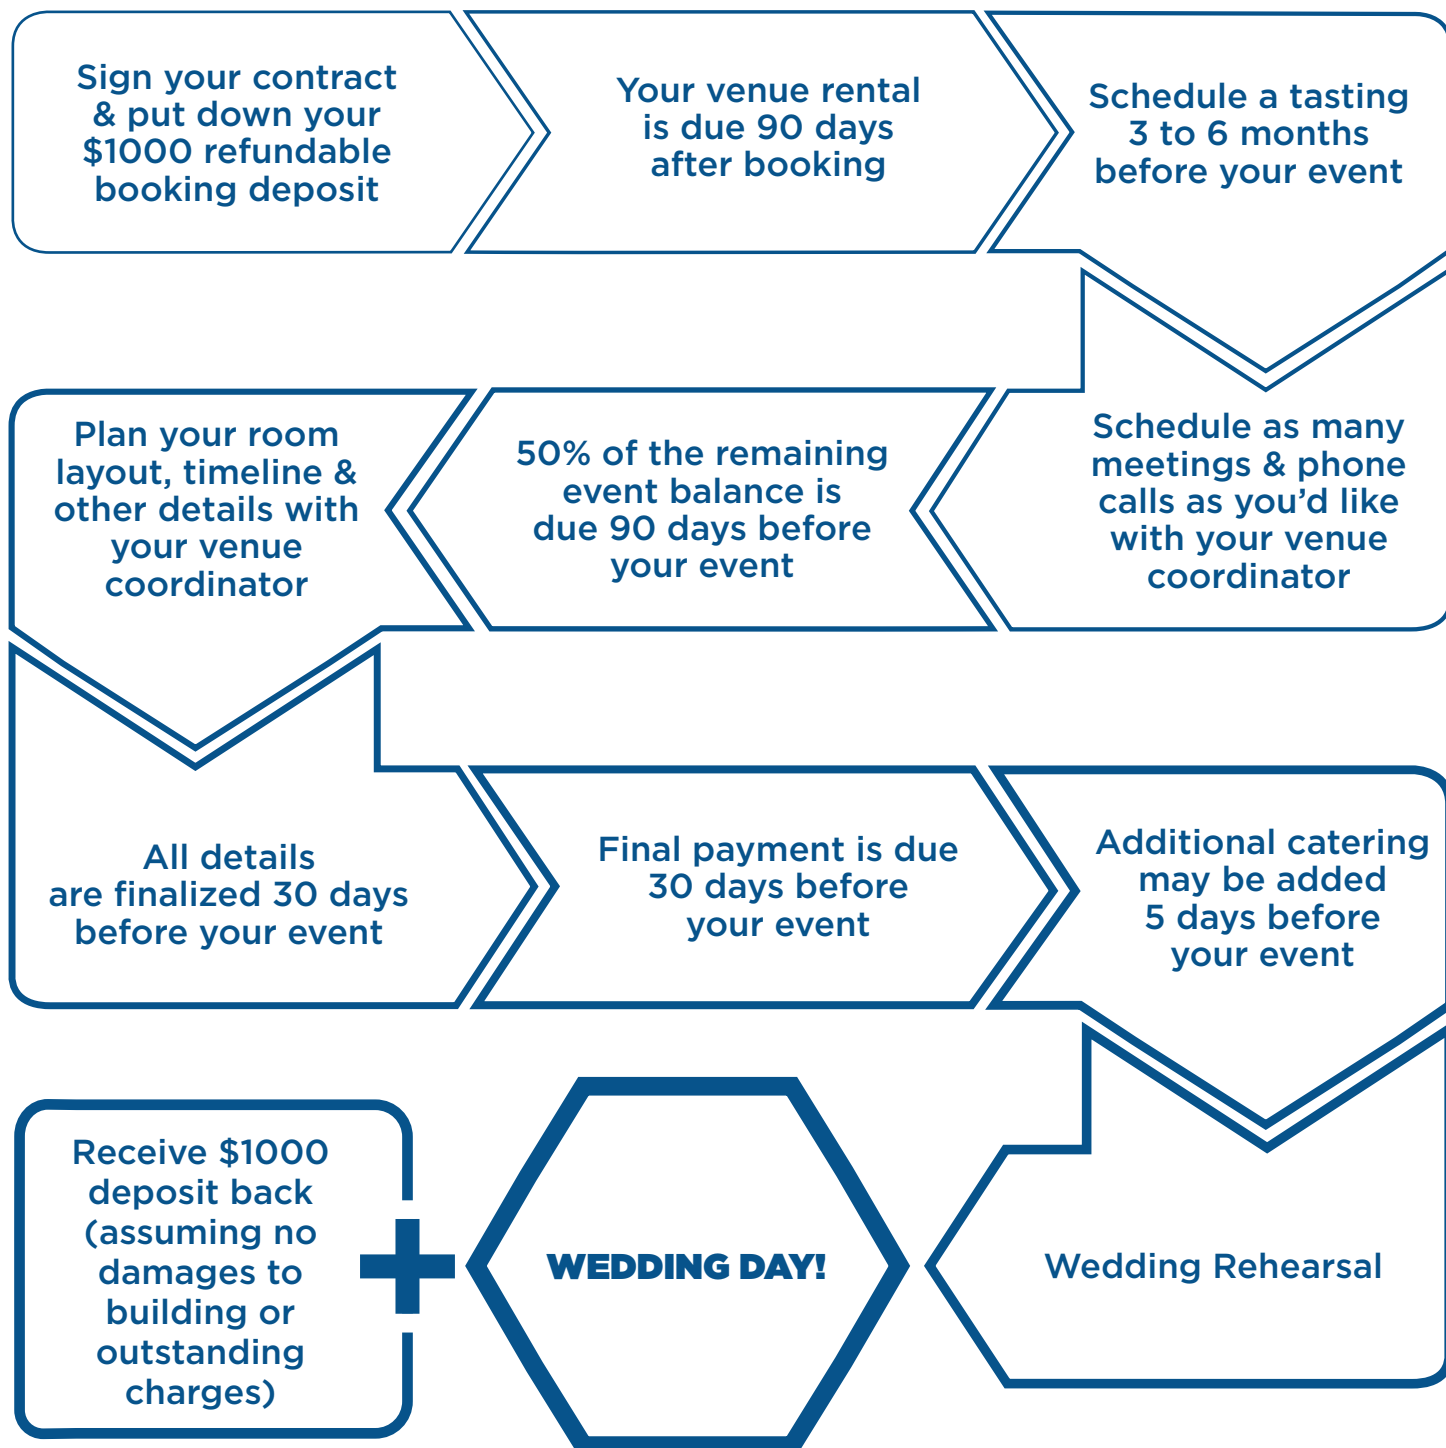 Sign your contract
& put down your
$1000 refundable
booking deposit
Your venue rental
is due 90 days
after booking
Schedule a tasting
3 to 6 months
before your event
Schedule as many
meetings & phone
calls as you’d like
with your venue
coordinator
50% of the remaining
event balance is
due 90 days before
your event
Plan your room
layout, timeline &
other details with
your venue
coordinator
All details
are finalized 30 days
before your event
Final payment is due
30 days before
your event
Additional catering
may be added
5 days before
your event
Wedding Rehearsal
WEDDING DAY!
Receive $1000
deposit back
(assuming no
damages to
building or
outstanding
charges)